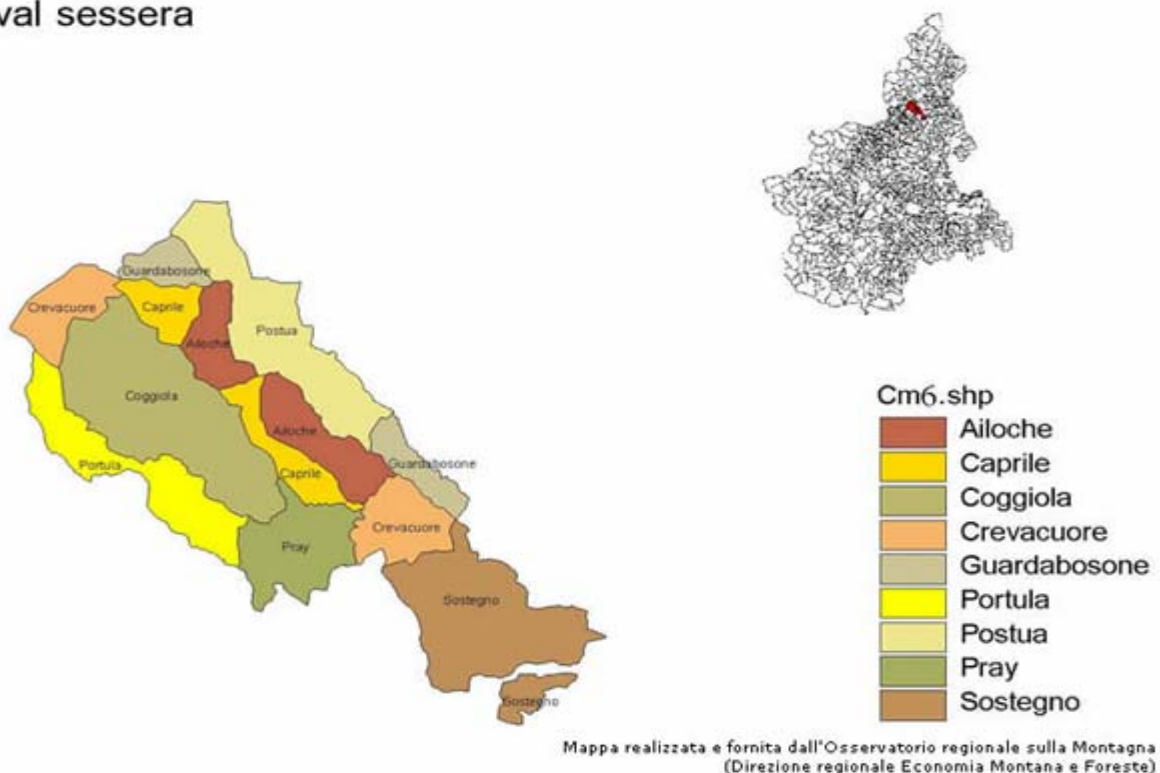 val sessera
Guardabosone
Crevacuore
Caprile
Ailoche
Postua
Coggiola
Ailoche
Portula
Caprile
Guardabosone
Crevacuore
Pray
Sostegno
Sostegno
Cm6.shp
Ailoche
Caprile
Coggiola
Crevacuore
Guardabosone
Portula
Postua
Pray
Sostegno
Mappa realizzata e fornita dall'Osservatorio regionale sulla Montagna
(Direzione regionale Economia Montana e Foreste)